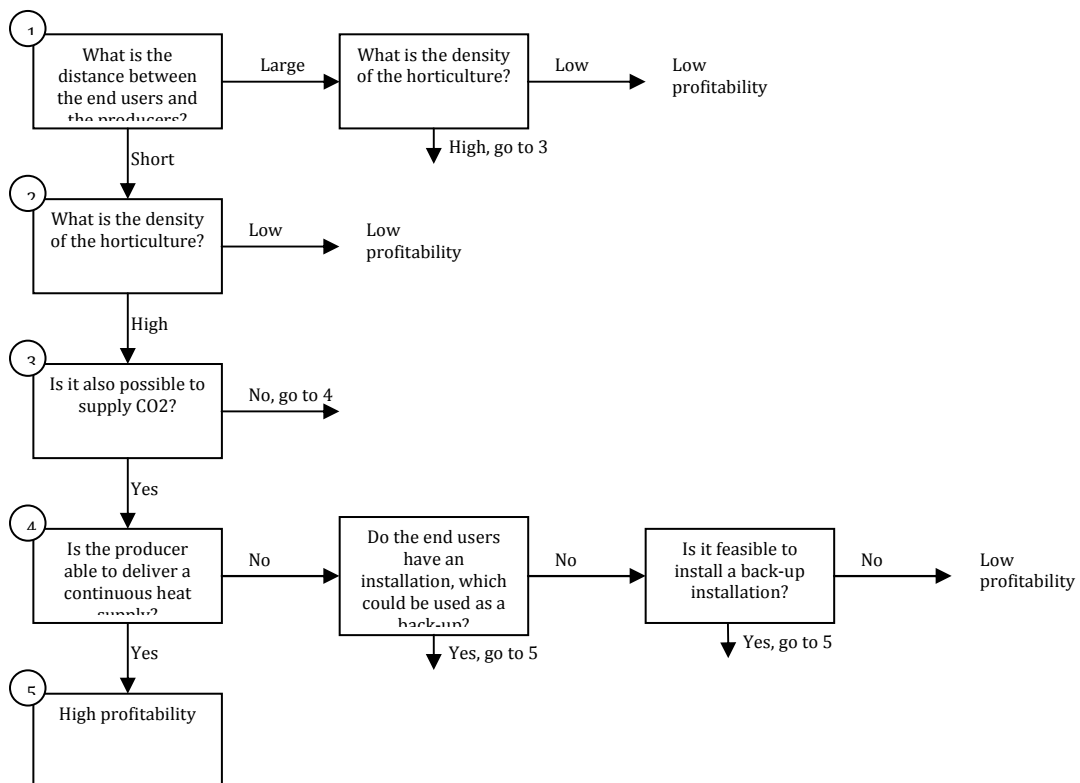 1
What is the
distance between
the end users and
the producers?
Large
What is the density
of the horticulture?
Low
Low
profitability
High, go to 3
Short
2
What is the density
of the horticulture?
Low
Low
profitability
High
3
Is it also possible to
supply CO2?
No, go to 4
Yes
4
Is the producer
able to deliver a
continuous heat
supply?
No
Do the end users
have an
installation, which
could be used as a
back-up?
No
Is it feasible to
install a back-up
installation?
No
Low
profitability
Yes
Yes, go to 5
Yes, go to 5
5
High profitability